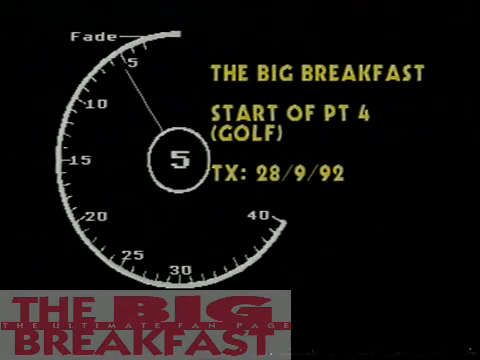 Fade
5
10
15
20
25
30
40
5
THE BIG BREAKFAST
START OF PT 4
(GOLF)
TX: 28/9/92
THE BIG
THE ULTIMATE FAN PAGE
BREAKFAST